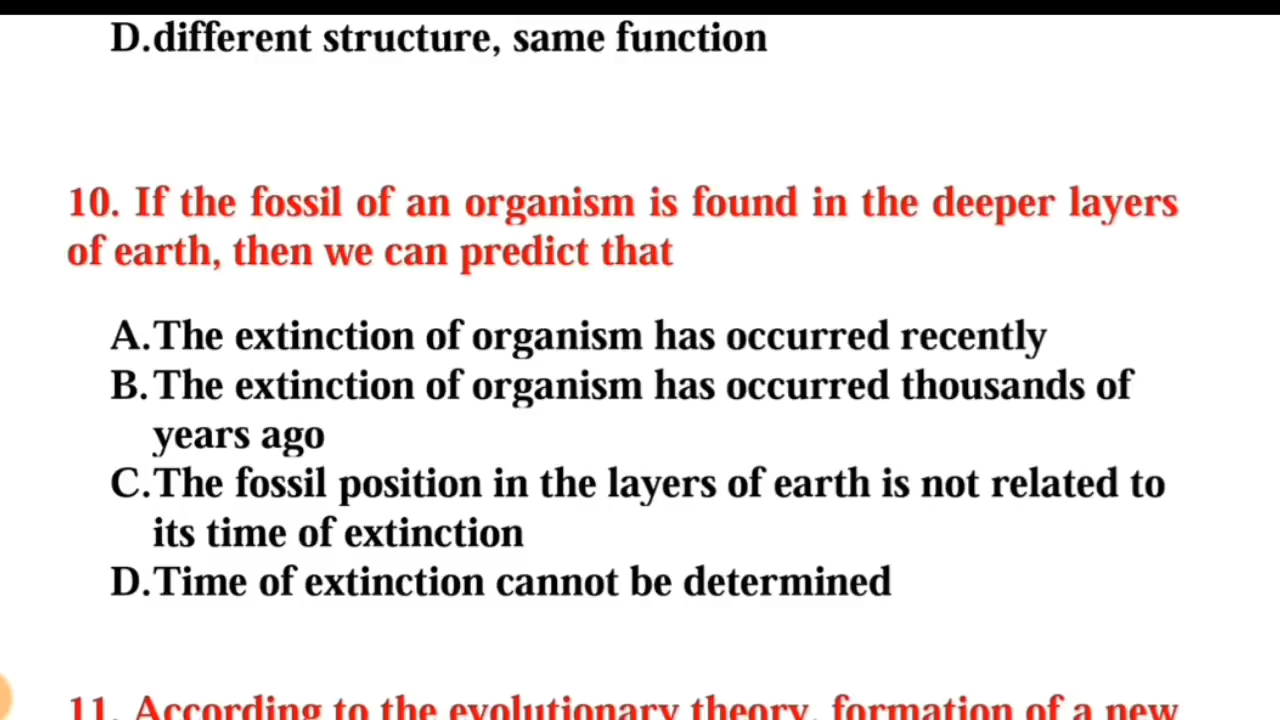 D.different structure, same function
10. If the fossil of an organism is found in the deeper layers
of earth, then we can predict that
A.The extinction of organism has occurred recently
B.The extinction of organism has occurred thousands of
years ago
C.The fossil position in the layers of earth is not related to
its time of extinction
D.Time of extinction cannot be determined
11. According to the evolutionary theory, formation of a new